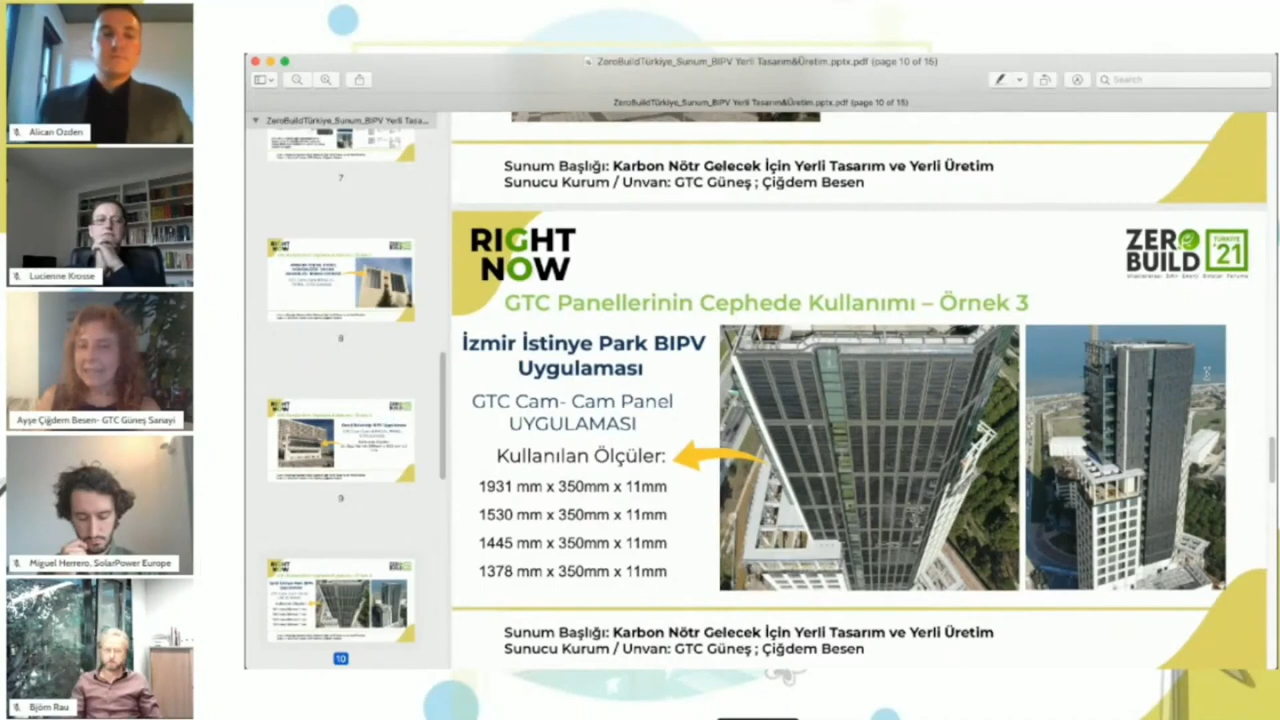 Alican Ozden
Lucienne Krosse
Ayşe Çiğdem Besen- GTC Güneş Sanayi
Miguel Herrero. SolarPower Europe
Björn Rau
ZeroBuildTürkiye_Sunum_BIPV Yerli Tasarım&Üretim.pptx.pdf (page 10 of 15)
Search
ZeroBuildTürkiye_Sunum_BIPV Yerli Tasarım&Üretim.pptx.pdf (page 10 of 15)
ZeroBuildTürkiye_Sunum_BIPV Yerli Tasa...
7
8
9
10
Sunum Başlığı: Karbon Nötr Gelecek İçin Yerli Tasarım ve Yerli Üretim
Sunucu Kurum / Unvan: GTC Güneş ; Çiğdem Besen
RIGHT
NOW
ZERO
BUILD
TÜRKİYE
'21
GTC Panellerinin Cephede Kullanımı – Örnek 3
İzmir İstinye Park BIPV
Uygulaması
GTC Cam- Cam Panel
UYGULAMASI
Kullanılan Ölçüler:
1931 mm x 350mm x 11mm
1530 mm x 350mm x 11mm
1445 mm x 350mm x 11mm
1378 mm x 350mm x 11mm
Sunum Başlığı: Karbon Nötr Gelecek İçin Yerli Tasarım ve Yerli Üretim
Sunucu Kurum / Unvan: GTC Güneş ; Çiğdem Besen